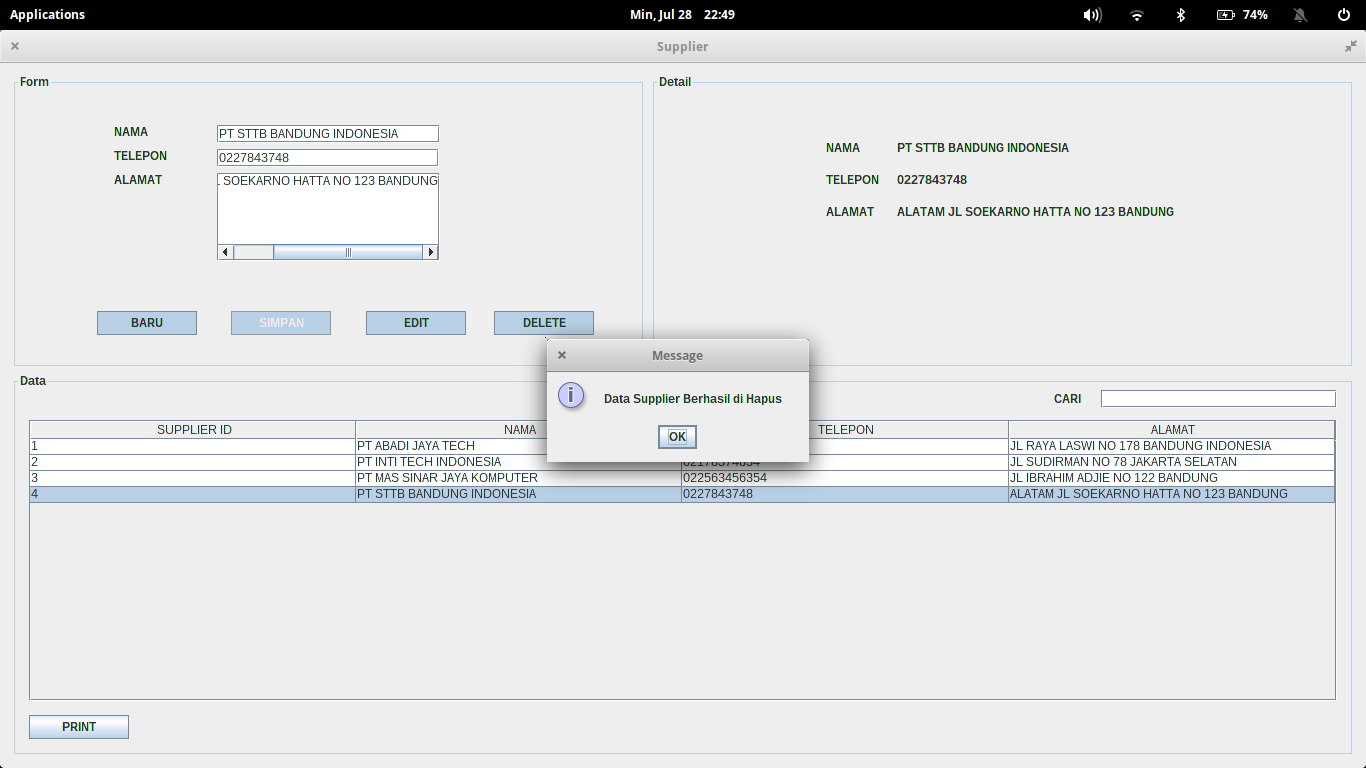 Applications
Min, Jul 28 22:49
74%
Supplier
Form
NAMA PT STTB BANDUNG INDONESIA
TELEPON 0227843748
ALAMAT SOEKARNO HATTA NO 123 BANDUNG
BARU SIMPAN EDIT DELETE
Detail
NAMA PT STTB BANDUNG INDONESIA
TELEPON 0227843748
ALAMAT ALATAM JL SOEKARNO HATTA NO 123 BANDUNG
Message
Data Supplier Berhasil di Hapus
OK
Data
CARI
SUPPLIER ID NAMA TELEPON ALAMAT
1 PT ABADI JAYA TECH JL RAYA LASWI NO 178 BANDUNG INDONESIA
2 PT INTI TECH INDONESIA JL SUDIRMAN NO 78 JAKARTA SELATAN
3 PT MAS SINAR JAYA KOMPUTER 022563456354 JL IBRAHIM ADJIE NO 122 BANDUNG
4 PT STTB BANDUNG INDONESIA 0227843748 ALATAM JL SOEKARNO HATTA NO 123 BANDUNG
PRINT